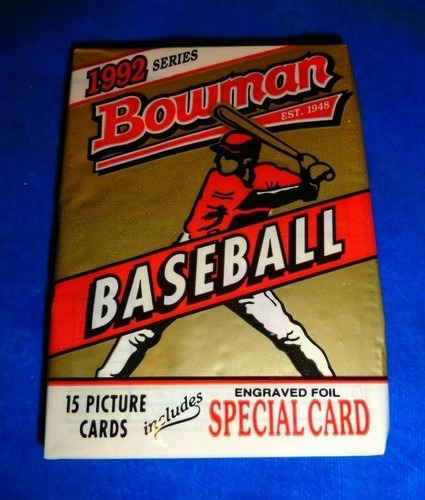 1992 SERIES
Bowman
EST. 1948
BASEBALL
15 PICTURE
CARDS
includes
ENGRAVED FOIL
SPECIAL CARD